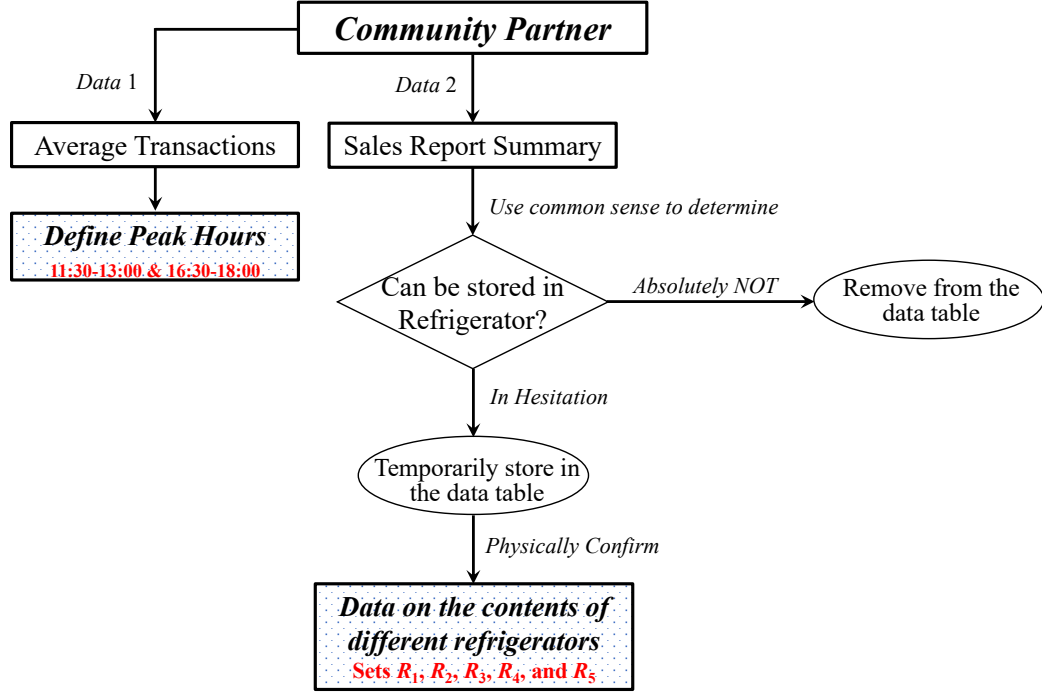 Community Partner
Data 1
Data 2
Average Transactions
Sales Report Summary
Define Peak Hours
11:30-13:00 & 16:30-18:00
Use common sense to determine
Can be stored in
Refrigerator?
Absolutely NOT
Remove from the
data table
In Hesitation
Temporarily store in
the data table
Physically Confirm
Data on the contents of
different refrigerators
Sets R₁, R₂, R₃, R₄, and R₅